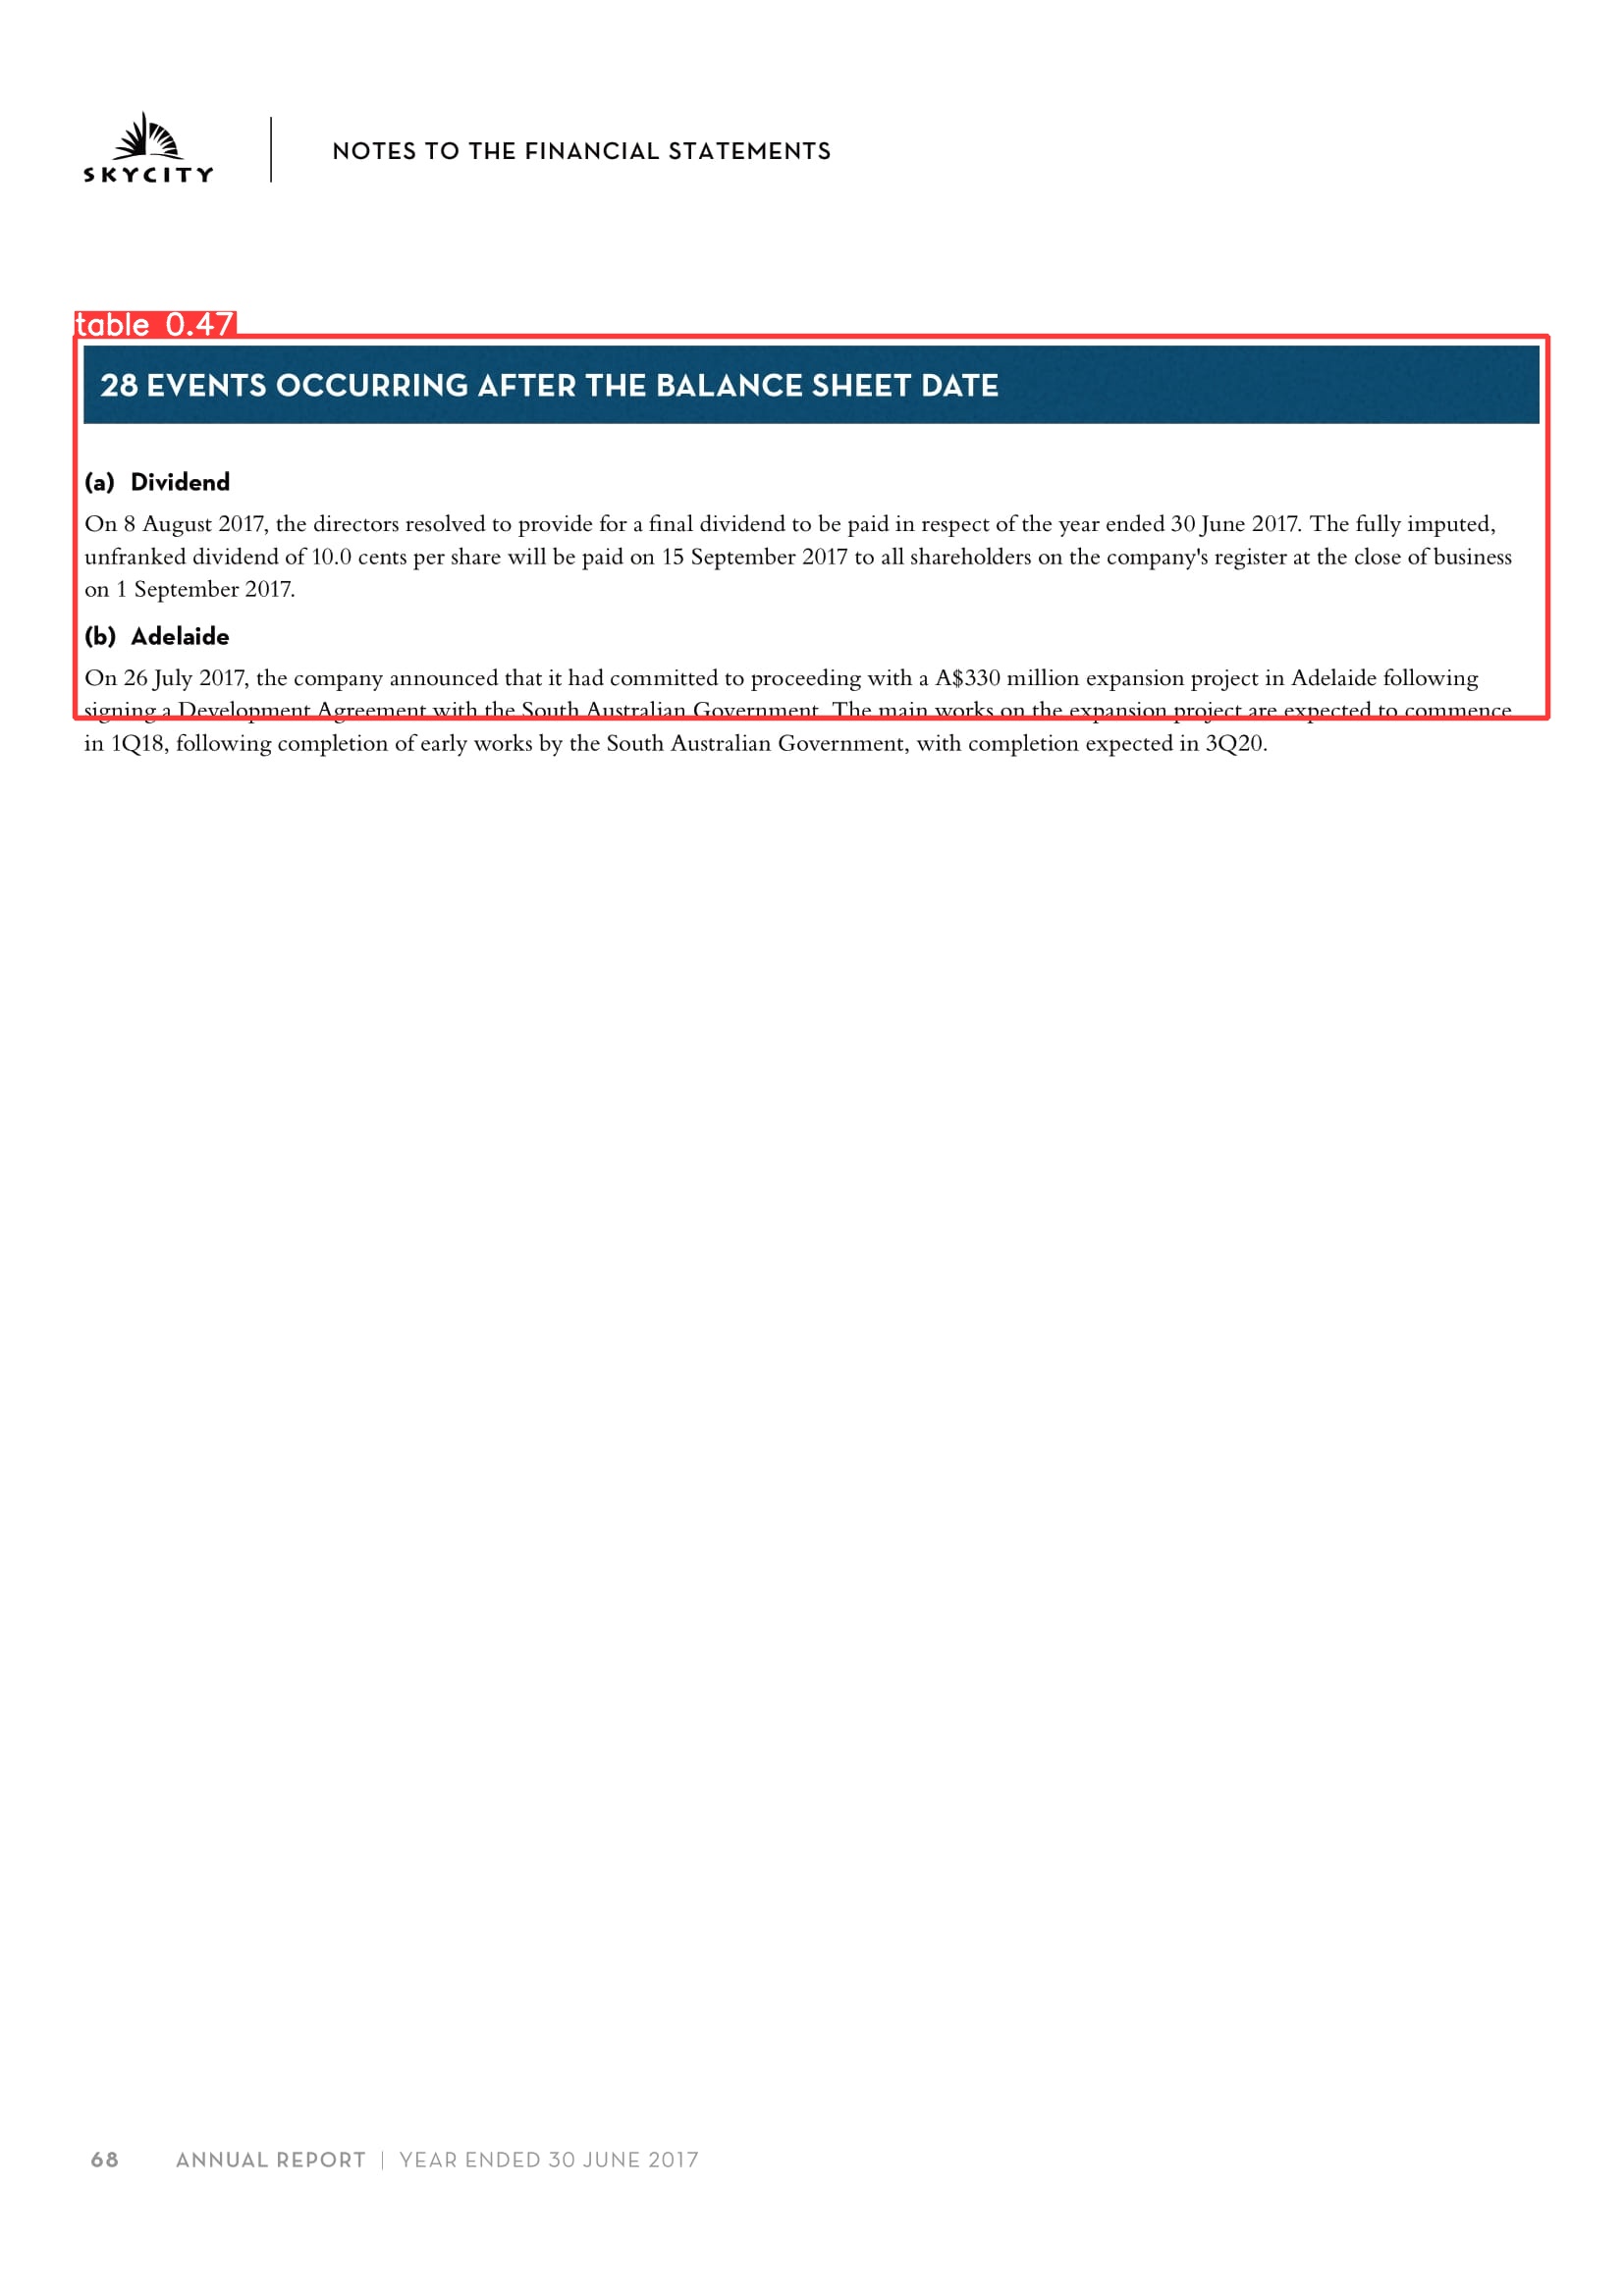 SKYCITY
NOTES TO THE FINANCIAL STATEMENTS
table 0.47
28 EVENTS OCCURRING AFTER THE BALANCE SHEET DATE
(a) Dividend
On 8 August 2017, the directors resolved to provide for a final dividend to be paid in respect of the year ended 30 June 2017. The fully imputed,
unfranked dividend of 10.0 cents per share will be paid on 15 September 2017 to all shareholders on the company's register at the close of business
on 1 September 2017.
(b) Adelaide
On 26 July 2017, the company announced that it had committed to proceeding with a A$330 million expansion project in Adelaide following
signing a Development Agreement with the South Australian Government. The main works on the expansion project are expected to commence
in 1Q18, following completion of early works by the South Australian Government, with completion expected in 3Q20.
68 ANNUAL REPORT | YEAR ENDED 30 JUNE 2017